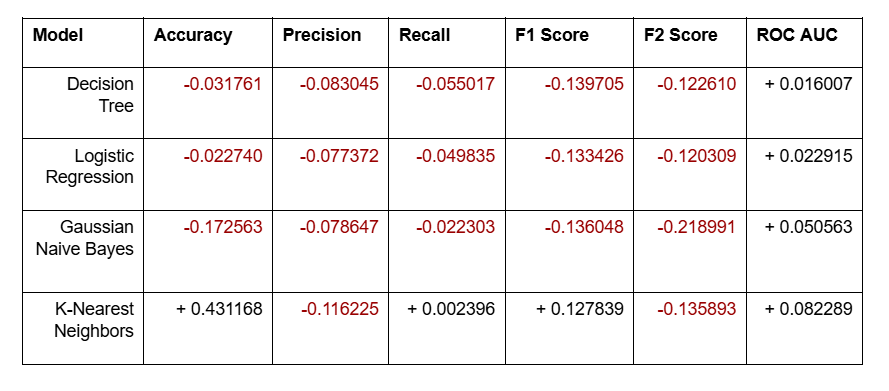 Model Accuracy Precision Recall F1 Score F2 Score ROC AUC
Decision Tree -0.031761 -0.083045 -0.055017 -0.139705 -0.122610 + 0.016007
Logistic Regression -0.022740 -0.077372 -0.049835 -0.133426 -0.120309 + 0.022915
Gaussian Naive Bayes -0.172563 -0.078647 -0.022303 -0.136048 -0.218991 + 0.050563
K-Nearest Neighbors + 0.431168 -0.116225 + 0.002396 + 0.127839 -0.135893 + 0.082289